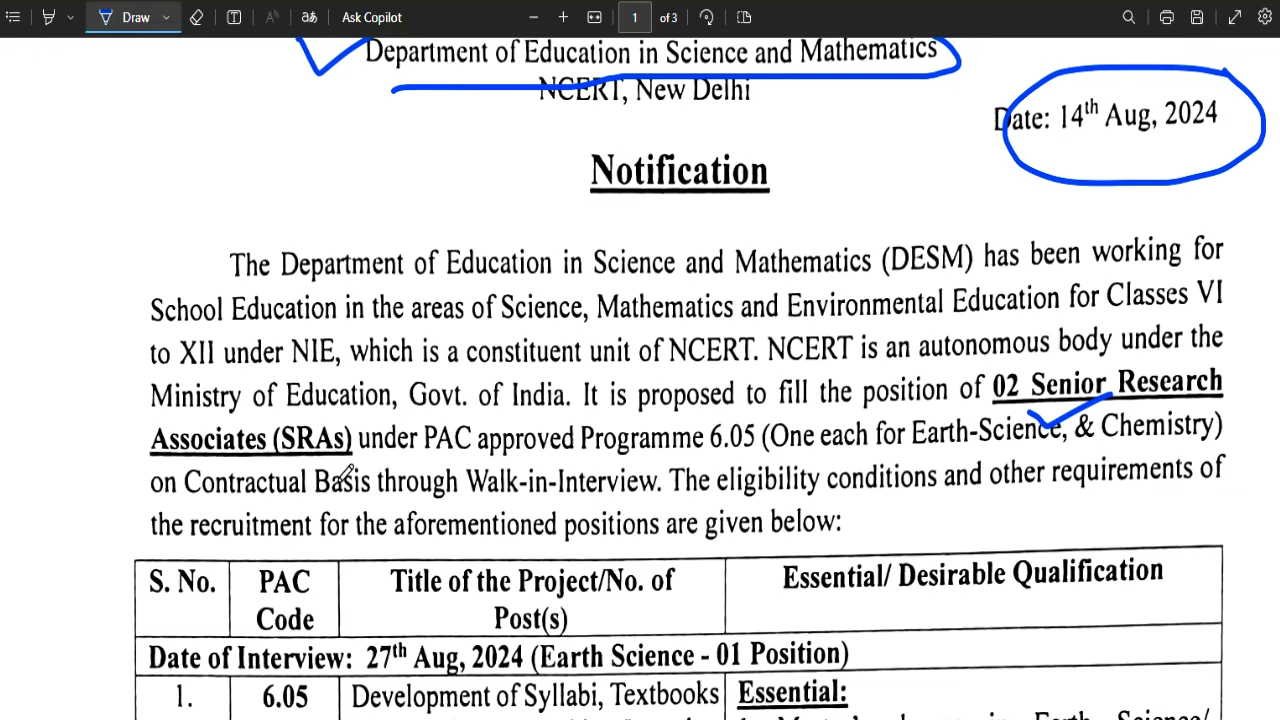 Draw
Ask Copilot
1 of 3
Department of Education in Science and Mathematics
NCERT, New Delhi
Date: 14th Aug, 2024
Notification
The Department of Education in Science and Mathematics (DESM) has been working for
School Education in the areas of Science, Mathematics and Environmental Education for Classes VI
to XII under NIE, which is a constituent unit of NCERT. NCERT is an autonomous body under the
Ministry of Education, Govt. of India. It is proposed to fill the position of 02 Senior Research
Associates (SRAs) under PAC approved Programme 6.05 (One each for Earth-Science, & Chemistry)
on Contractual Basis through Walk-in-Interview. The eligibility conditions and other requirements of
the recruitment for the aforementioned positions are given below:
S. No. PAC Code Title of the Project/No. of Post(s) Essential/ Desirable Qualification
Date of Interview: 27th Aug, 2024 (Earth Science - 01 Position)
1. 6.05 Development of Syllabi, Textbooks Essential: